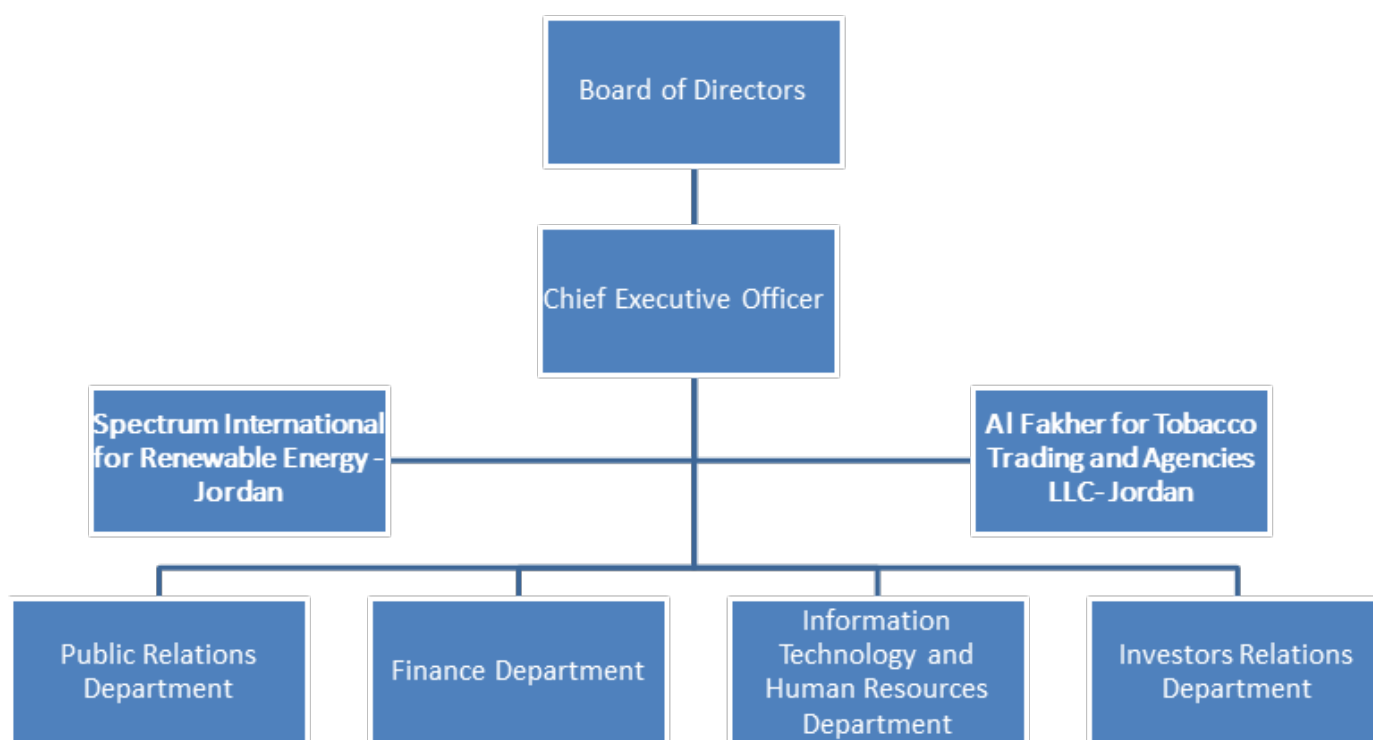 Board of Directors
Chief Executive Officer
Spectrum International
for Renewable Energy -
Jordan
Al Fakher for Tobacco
Trading and Agencies
LLC- Jordan
Public Relations
Department
Finance Department
Information
Technology and
Human Resources
Department
Investors Relations
Department